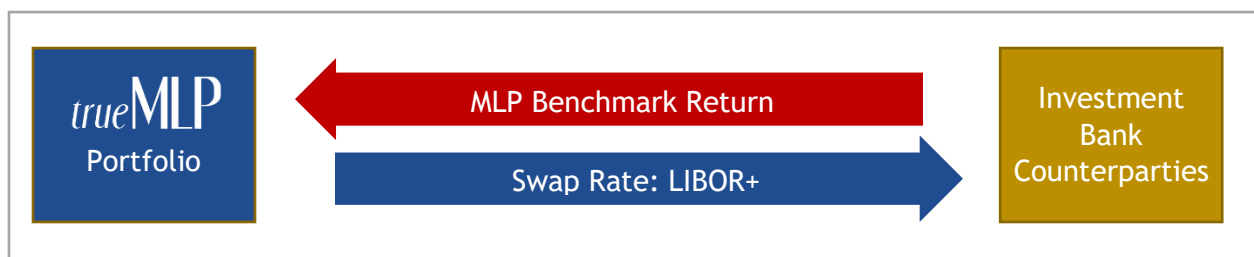 trueMLP
Portfolio
MLP Benchmark Return
Swap Rate: LIBOR+
Investment
Bank
Counterparties